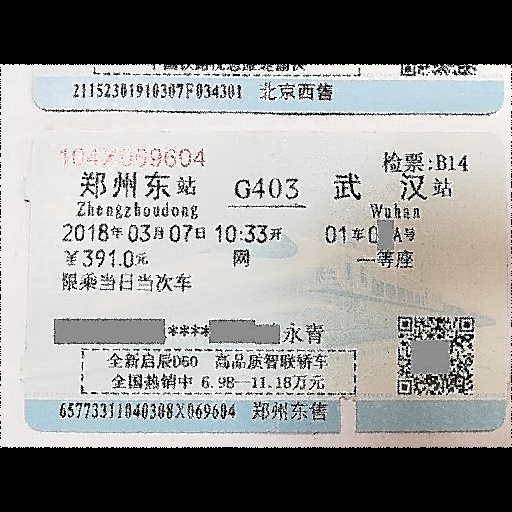 21152301910307F034301 北京西售
104X069604 检票:B14
郑州东站 G403 武汉站
Zhengzhoudong Wuhan
2018年03月07日 10:33开 01车0A号
￥391.0元 网 一等座
限乘当日当次车
**** 永青
全新启辰D60 高品质智联轿车
全国热销中 6.98—11.18万元
65773311040308X069604 郑州东售